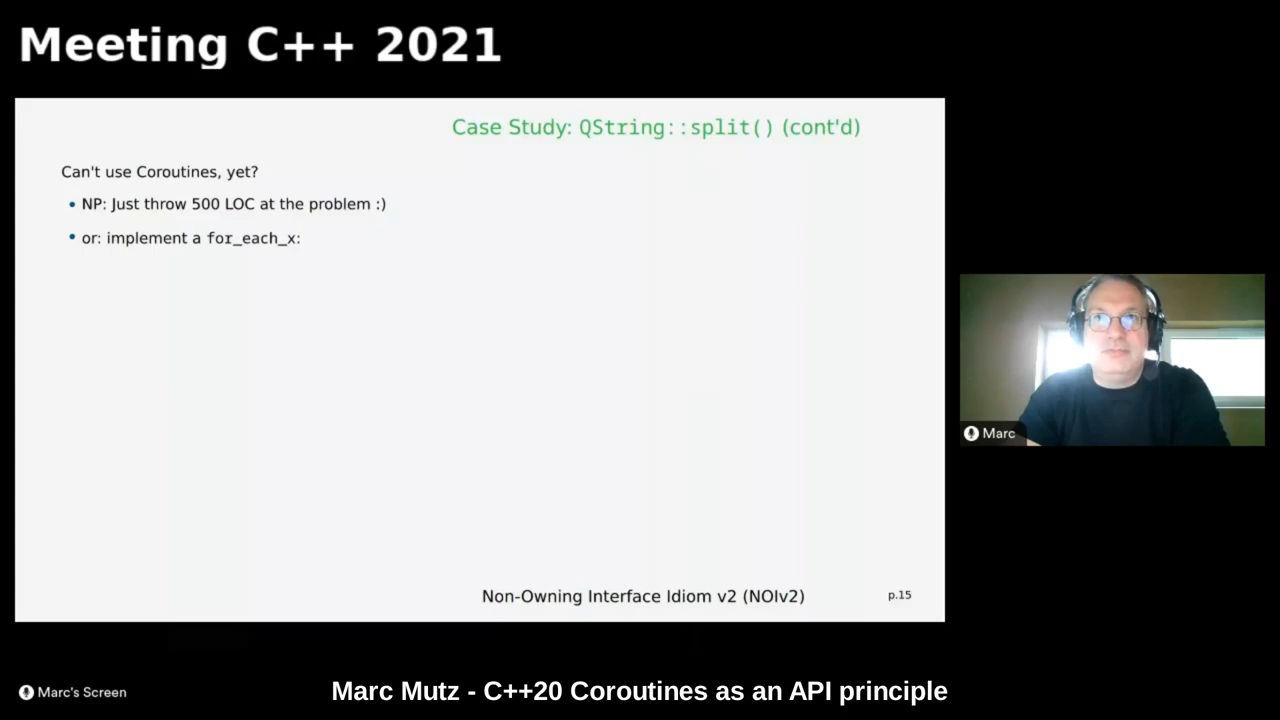 Meeting C++ 2021
Case Study: QString::split() (cont'd)
Can't use Coroutines, yet?
• NP: Just throw 500 LOC at the problem :)
• or: implement a for_each_x:
Non-Owning Interface Idiom v2 (NOIv2)
p.15
Marc
Marc's Screen
Marc Mutz - C++20 Coroutines as an API principle